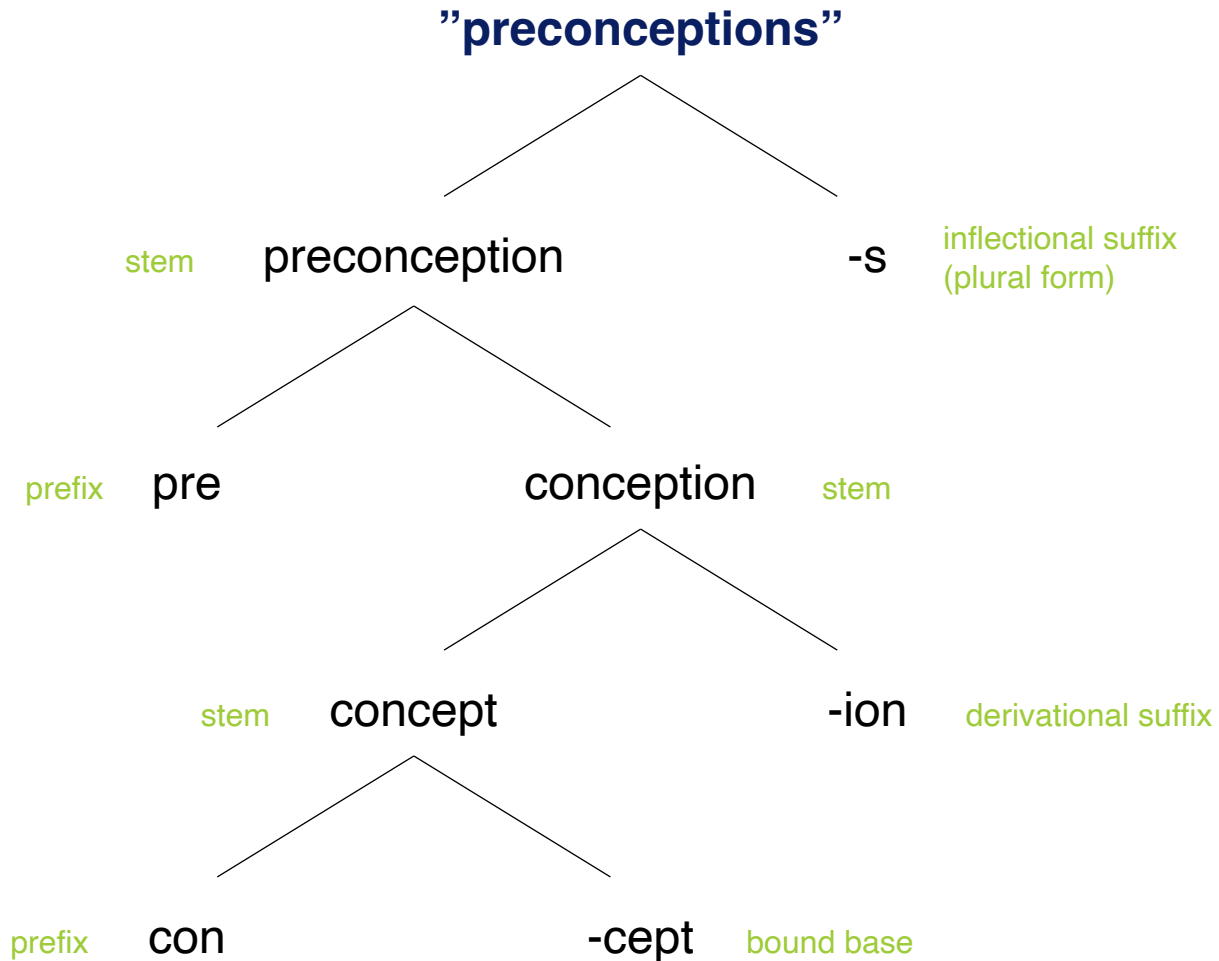 ”preconceptions”
stem preconception -s inflectional suffix
(plural form)
prefix pre conception stem
stem concept -ion derivational suffix
prefix con -cept bound base